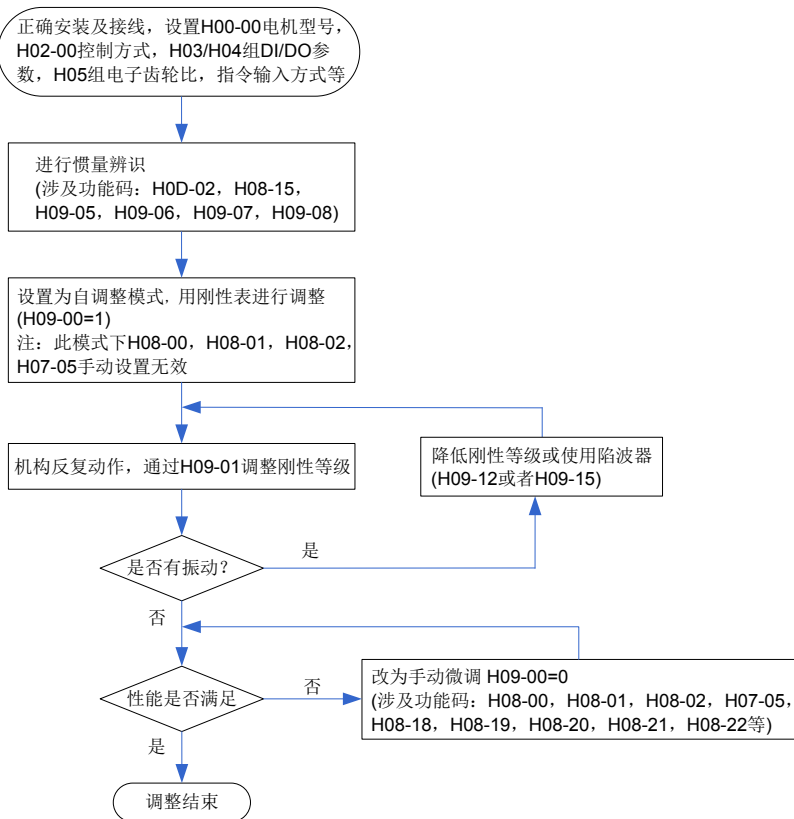 正确安装及接线，设置H00-00电机型号，
H02-00控制方式，H03/H04组DI/DO参
数，H05组电子齿轮比，指令输入方式等
进行惯量辨识
(涉及功能码：H0D-02，H08-15，
H09-05，H09-06，H09-07，H09-08)
设置为自调整模式，用刚性表进行调整
(H09-00=1)
注：此模式下H08-00，H08-01，H08-02，
H07-05手动设置无效
机构反复动作，通过H09-01调整刚性等级
降低刚性等级或使用陷波器
(H09-12或者H09-15)
是否有振动？
是
否
性能是否满足
否
改为手动微调 H09-00=0
(涉及功能码：H08-00，H08-01，H08-02，H07-05，
H08-18，H08-19，H08-20，H08-21，H08-22等)
是
调整结束